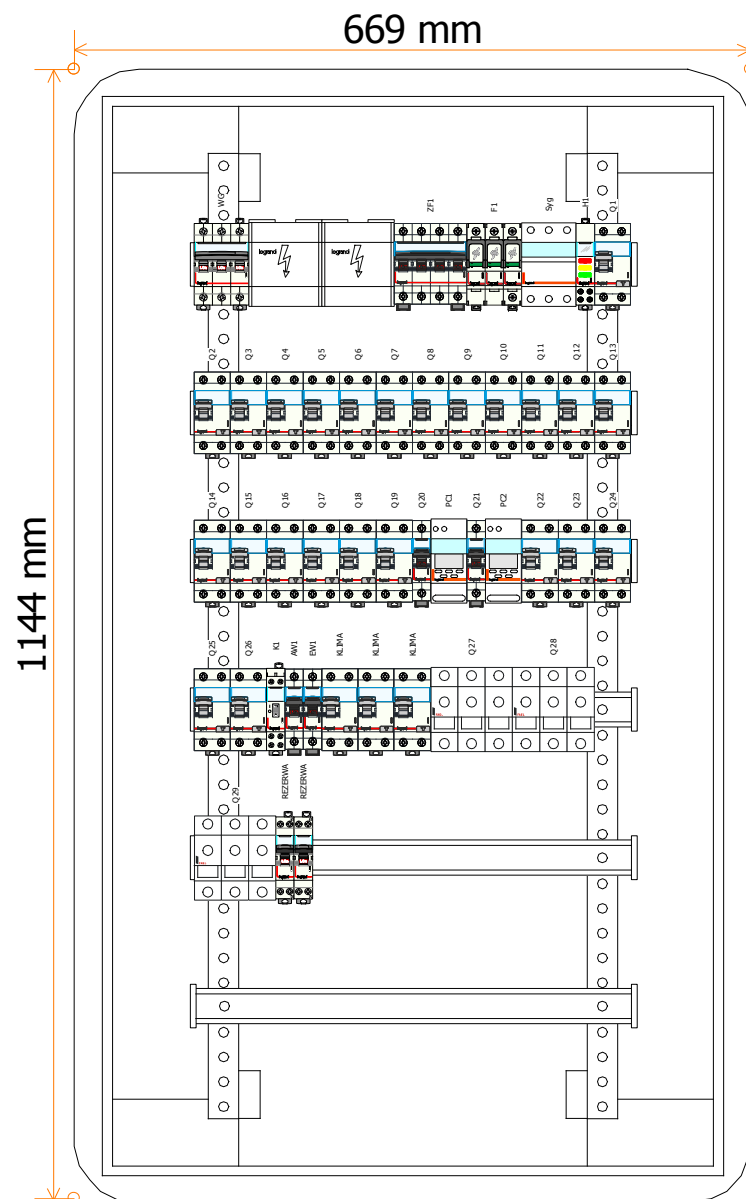 669 mm
1144 mm
WG ZF1 F1 Syg H1 Q1
legrand legrand
Q2 Q3 Q4 Q5 Q6 Q7 Q8 Q9 Q10 Q11 Q12 Q13
Q14 Q15 Q16 Q17 Q18 Q19 Q20 PC1 Q21 PC2 Q22 Q23 Q24
Q25 Q26 K1 AW1 EW1 KLIMA KLIMA KLIMA Q27 Q28
Q29 REZERWA REZERWA